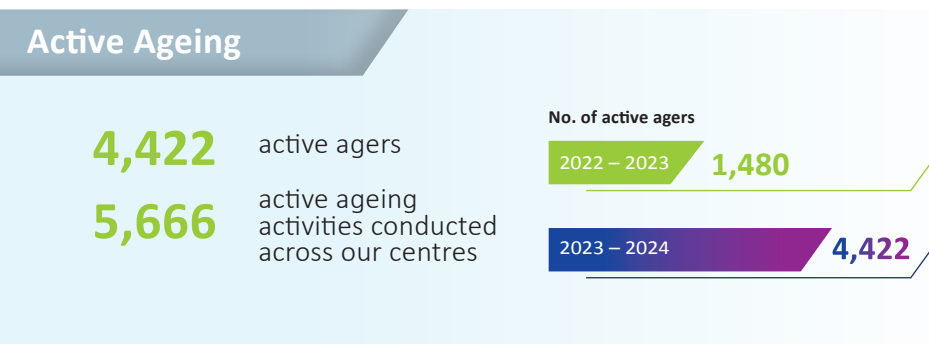 Active Ageing
4,422
active agers
5,666
active ageing
activities conducted
across our centres
No. of active agers
2022 – 2023
1,480
2023 – 2024
4,422